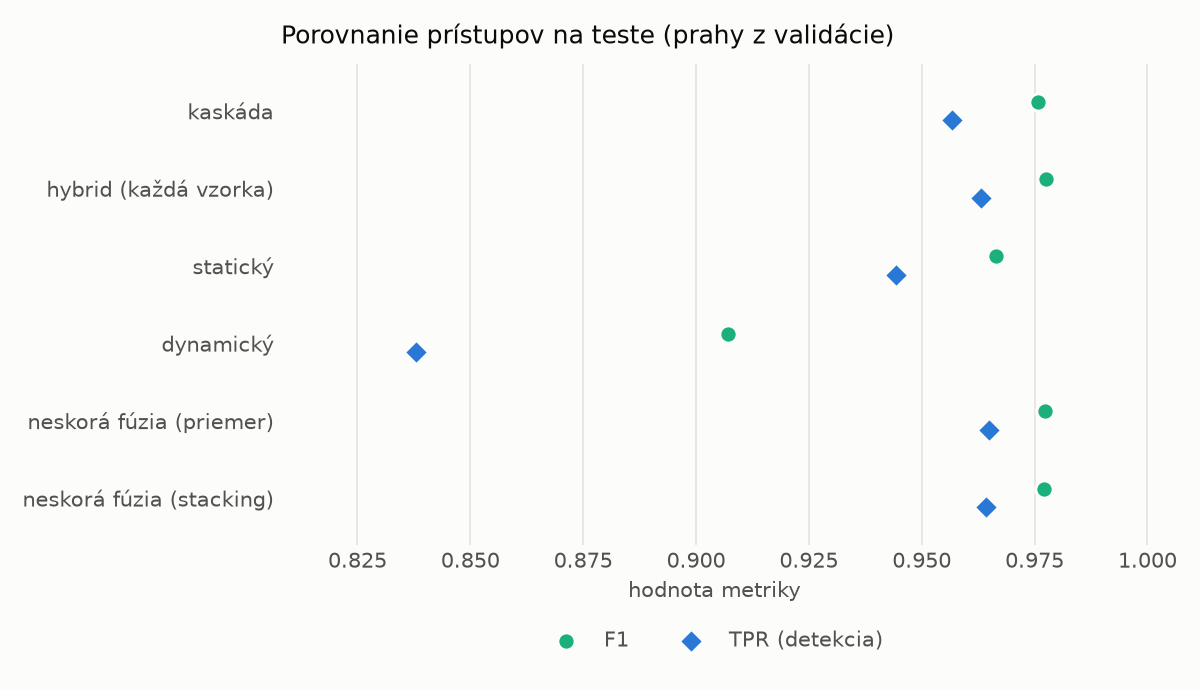 Porovnanie prístupov na teste (prahy z validácie)
kaskáda
hybrid (každá vzorka)
statický
dynamický
neskorá fúzia (priemer)
neskorá fúzia (stacking)
0.825 0.850 0.875 0.900 0.925 0.950 0.975 1.000
hodnota metriky
F1 TPR (detekcia)